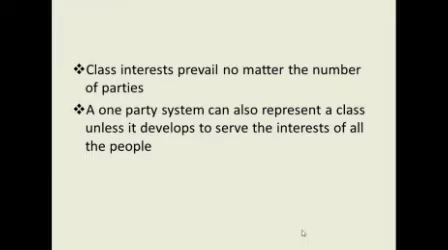 ❖Class interests prevail no matter the number
of parties
❖A one party system can also represent a class
unless it develops to serve the interests of all
the people